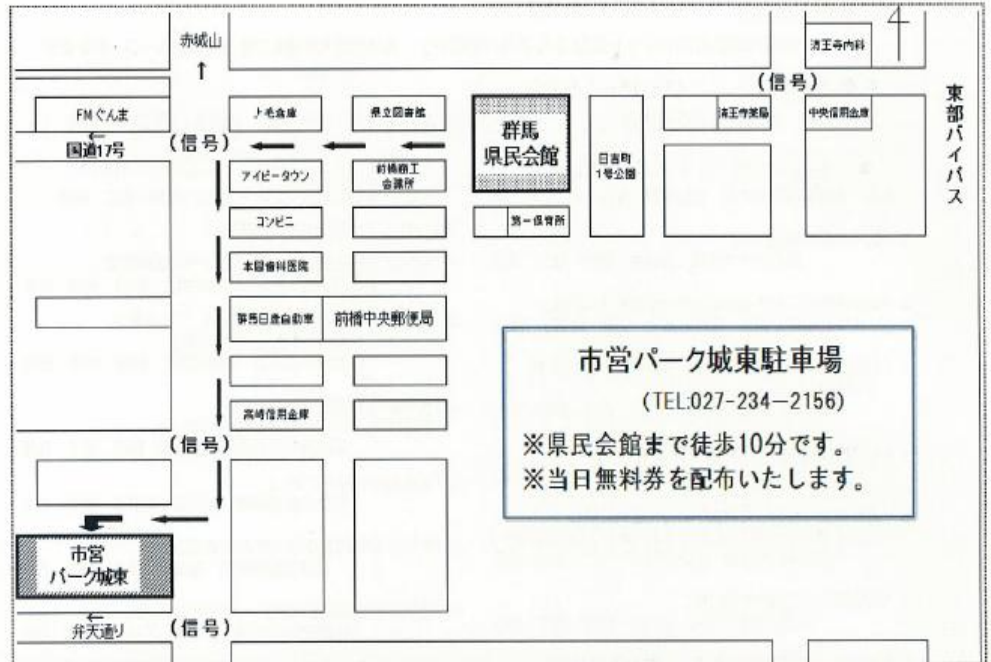 赤城山
↑
清王寺内科
4
(信号)
東部バイパス
FMぐんま
上毛倉庫
県立図書館
群馬
県民会館
日吉町
1号公園
清王寺薬局
中央信用金庫
←
国道17号
(信号)
アイビータウン
前橋商工
会議所
コンビニ
第一保育所
本国歯科医院
群馬日産自動車
前橋中央郵便局
市営パーク城東駐車場
(TEL:027-234-2156)
※県民会館まで徒歩10分です。
※当日無料券を配布いたします。
高崎信用金庫
(信号)
市営
パーク城東
←
弁天通り
(信号)